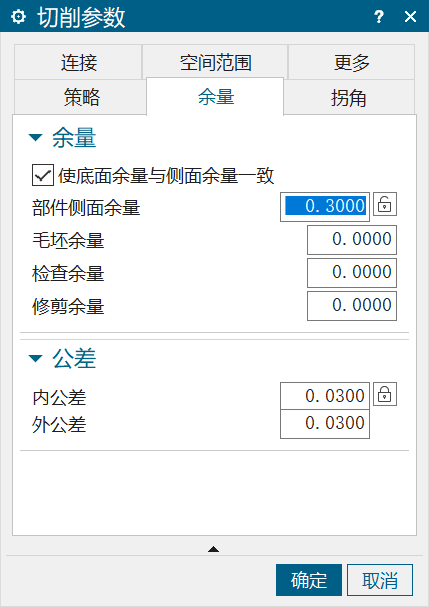 切削参数
连接 空间范围 更多
策略 余量 拐角
余量
使底面余量与侧面余量一致
部件侧面余量 0.3000
毛坯余量 0.0000
检查余量 0.0000
修剪余量 0.0000
公差
内公差 0.0300
外公差 0.0300
确定 取消